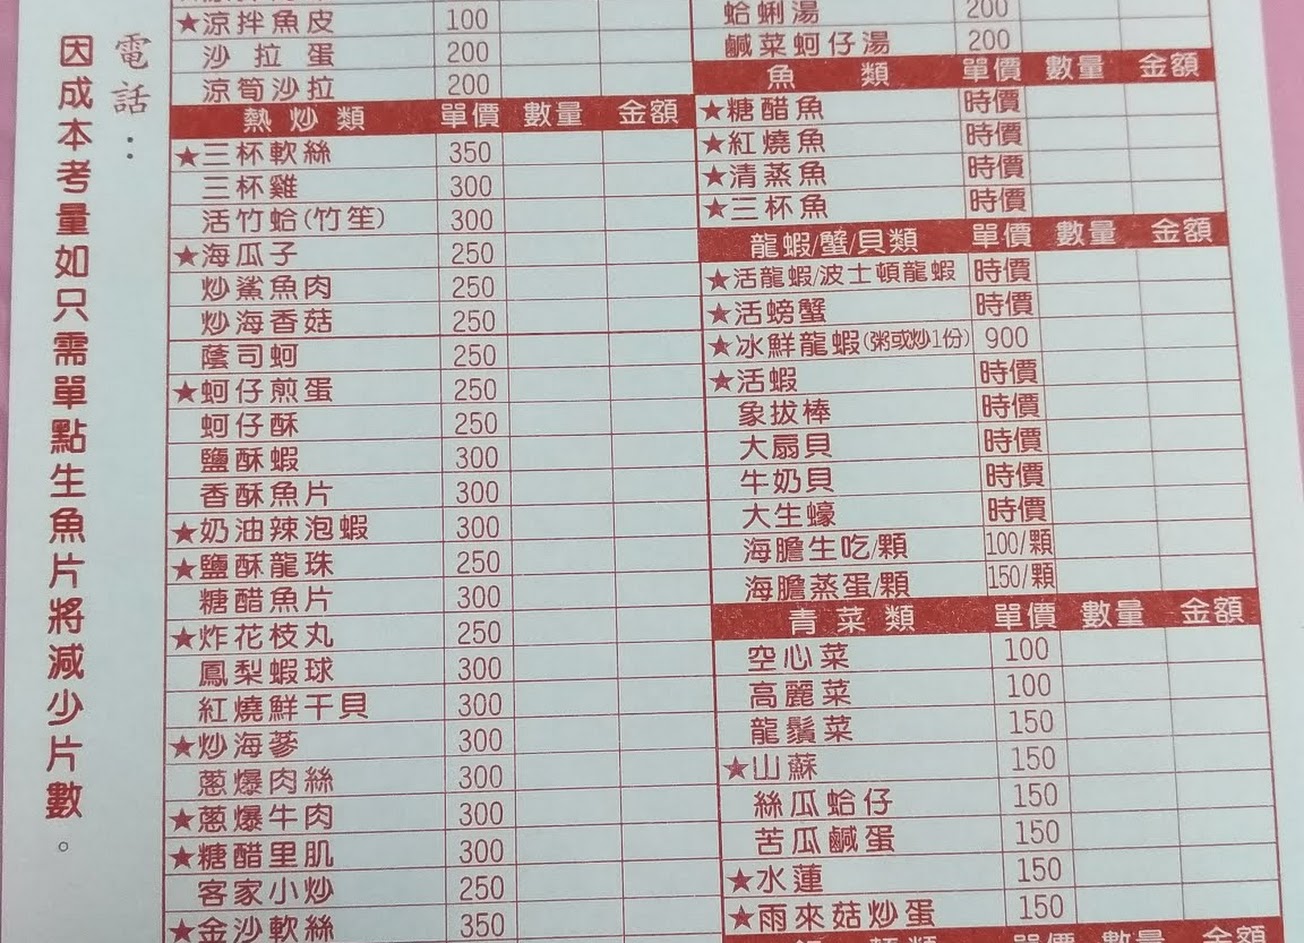 電話：
因成本考量如只需單點生魚片將減少片數。
★涼拌魚皮 100
沙拉蛋 200
涼筍沙拉 200
熱炒類 單價 數量 金額
★三杯軟絲 350
三杯雞 300
活竹蛤(竹笙) 300
★海瓜子 250
炒鯊魚肉 250
炒海香菇 250
蔭司蚵 250
★蚵仔煎蛋 250
蚵仔酥 250
鹽酥蝦 300
香酥魚片 300
★奶油辣泡蝦 300
★鹽酥龍珠 250
糖醋魚片 300
★炸花枝丸 250
鳳梨蝦球 300
紅燒鮮干貝 300
★炒海蔘 300
蔥爆肉絲 300
★蔥爆牛肉 300
★糖醋里肌 300
客家小炒 250
★金沙軟絲 350
蛤蜊湯 200
鹹菜蚵仔湯 200
魚類 單價 數量 金額
★糖醋魚 時價
★紅燒魚 時價
★清蒸魚 時價
★三杯魚 時價
龍蝦/蟹/貝類 單價 數量 金額
★活龍蝦/波士頓龍蝦 時價
★活螃蟹 時價
★冰鮮龍蝦(粥或炒1份) 900
★活蝦 時價
象拔棒 時價
大扇貝 時價
牛奶貝 時價
大生蠔 時價
海膽生吃/顆 100/顆
海膽蒸蛋/顆 150/顆
青菜類 單價 數量 金額
空心菜 100
高麗菜 100
龍鬚菜 150
★山蘇 150
絲瓜蛤仔 150
苦瓜鹹蛋 150
★水蓮 150
★雨來菇炒蛋 150
單價 數量 金額